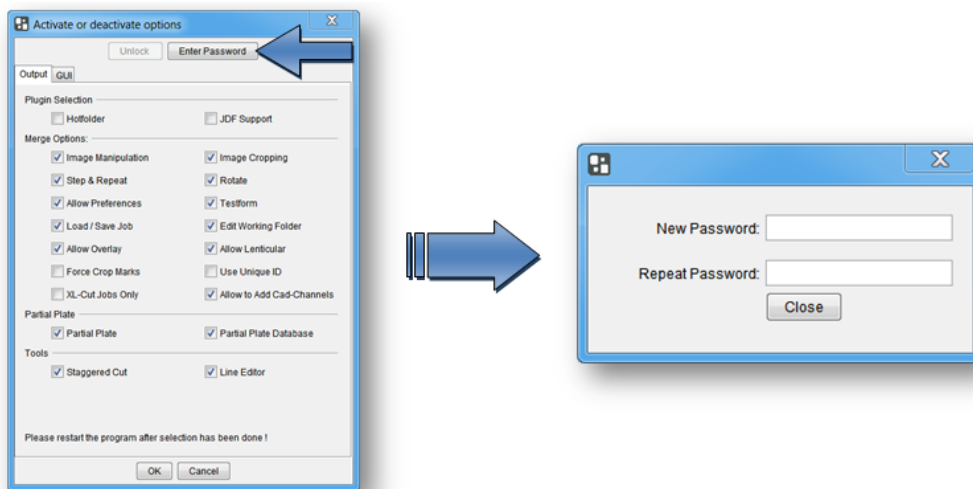 Activate or deactivate options
Unlock Enter Password
Output GUI
Plugin Selection
Hotfolder JDF Support
Merge Options:
Image Manipulation Image Cropping
Step & Repeat Rotate
Allow Preferences Testform
Load / Save Job Edit Working Folder
Allow Overlay Allow Lenticular
Force Crop Marks Use Unique ID
XL-Cut Jobs Only Allow to Add Cad-Channels
Partial Plate
Partial Plate Partial Plate Database
Tools
Staggered Cut Line Editor
Please restart the program after selection has been done !
OK Cancel
New Password:
Repeat Password:
Close